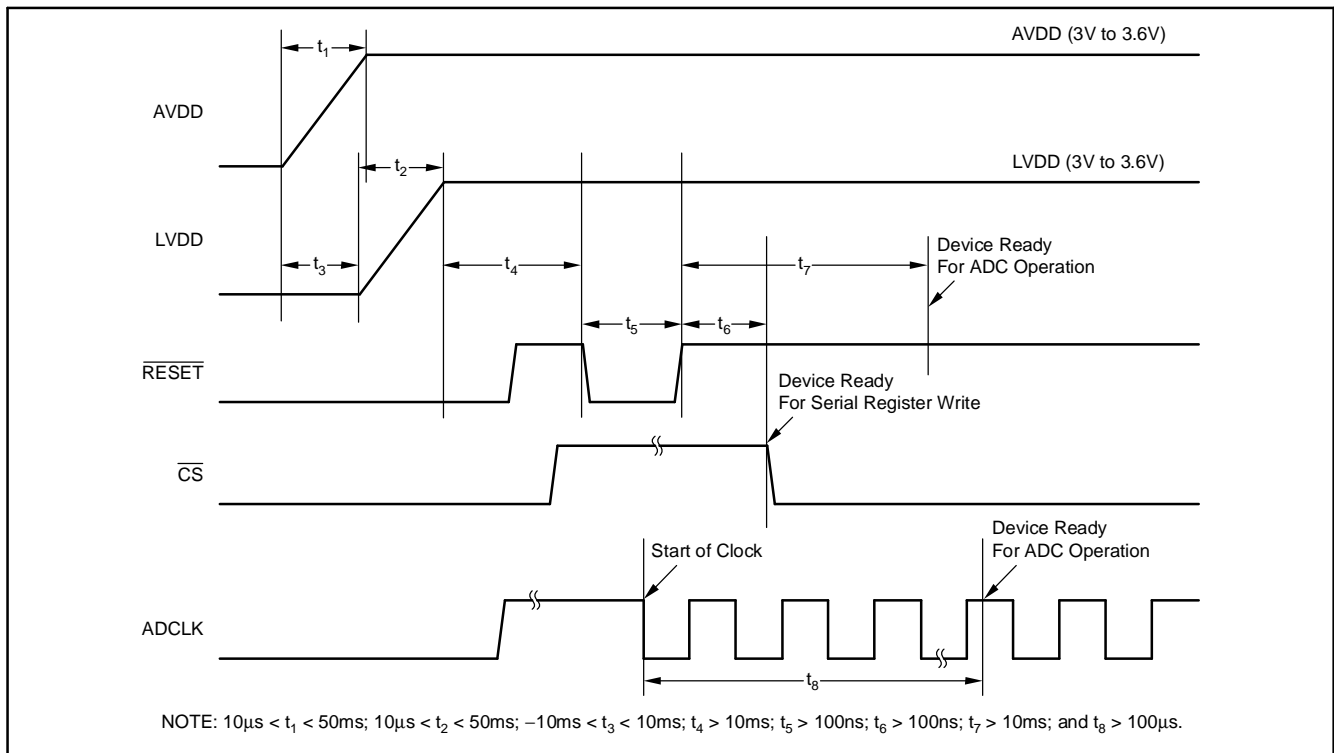 AVDD (3V to 3.6V)
t1
AVDD
t2
LVDD (3V to 3.6V)
LVDD
t3
t4
t7
Device Ready
For ADC Operation
t5
t6
RESET
Device Ready
For Serial Register Write
CS
Start of Clock
Device Ready
For ADC Operation
ADCLK
t8
NOTE: 10μs < t1 < 50ms; 10μs < t2 < 50ms; −10ms < t3 < 10ms; t4 > 10ms; t5 > 100ns; t6 > 100ns; t7 > 10ms; and t8 > 100μs.